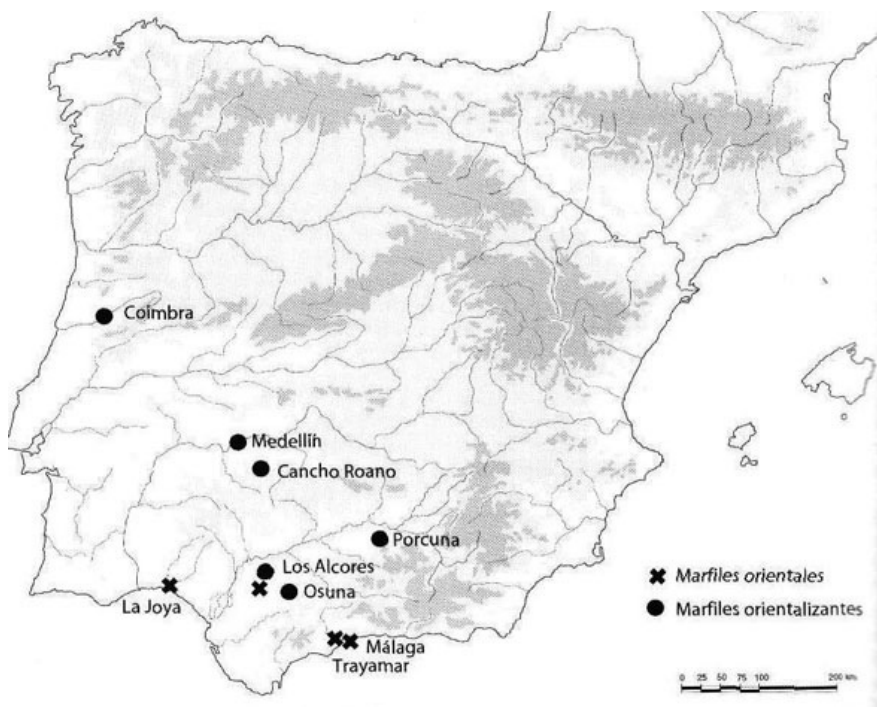 Coimbra
Medellín
Cancho Roano
Porcuna
Los Alcores
Osuna
La Joya
Málaga
Trayamar
Marfiles orientales
Marfiles orientalizantes
0 25 50 75 100 200 km.